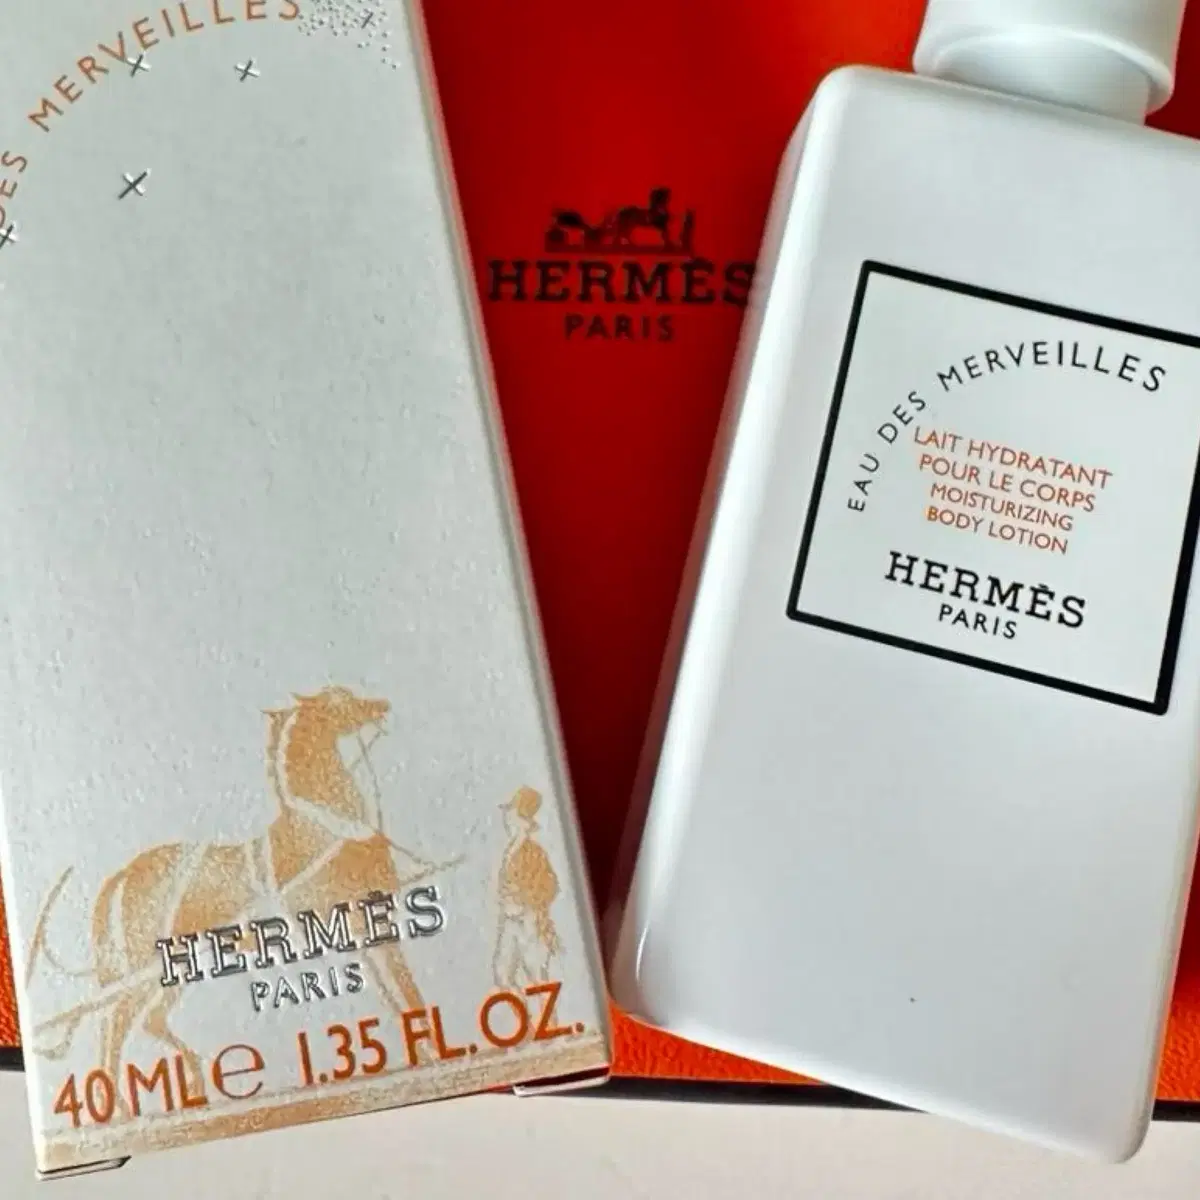 DES MERVEILLES
HERMÈS
PARIS
40 ML e 1.35 FL. OZ.
HERMÈS
PARIS
EAU DES MERVEILLES
LAIT HYDRATANT
POUR LE CORPS
MOISTURIZING
BODY LOTION
HERMÈS
PARIS